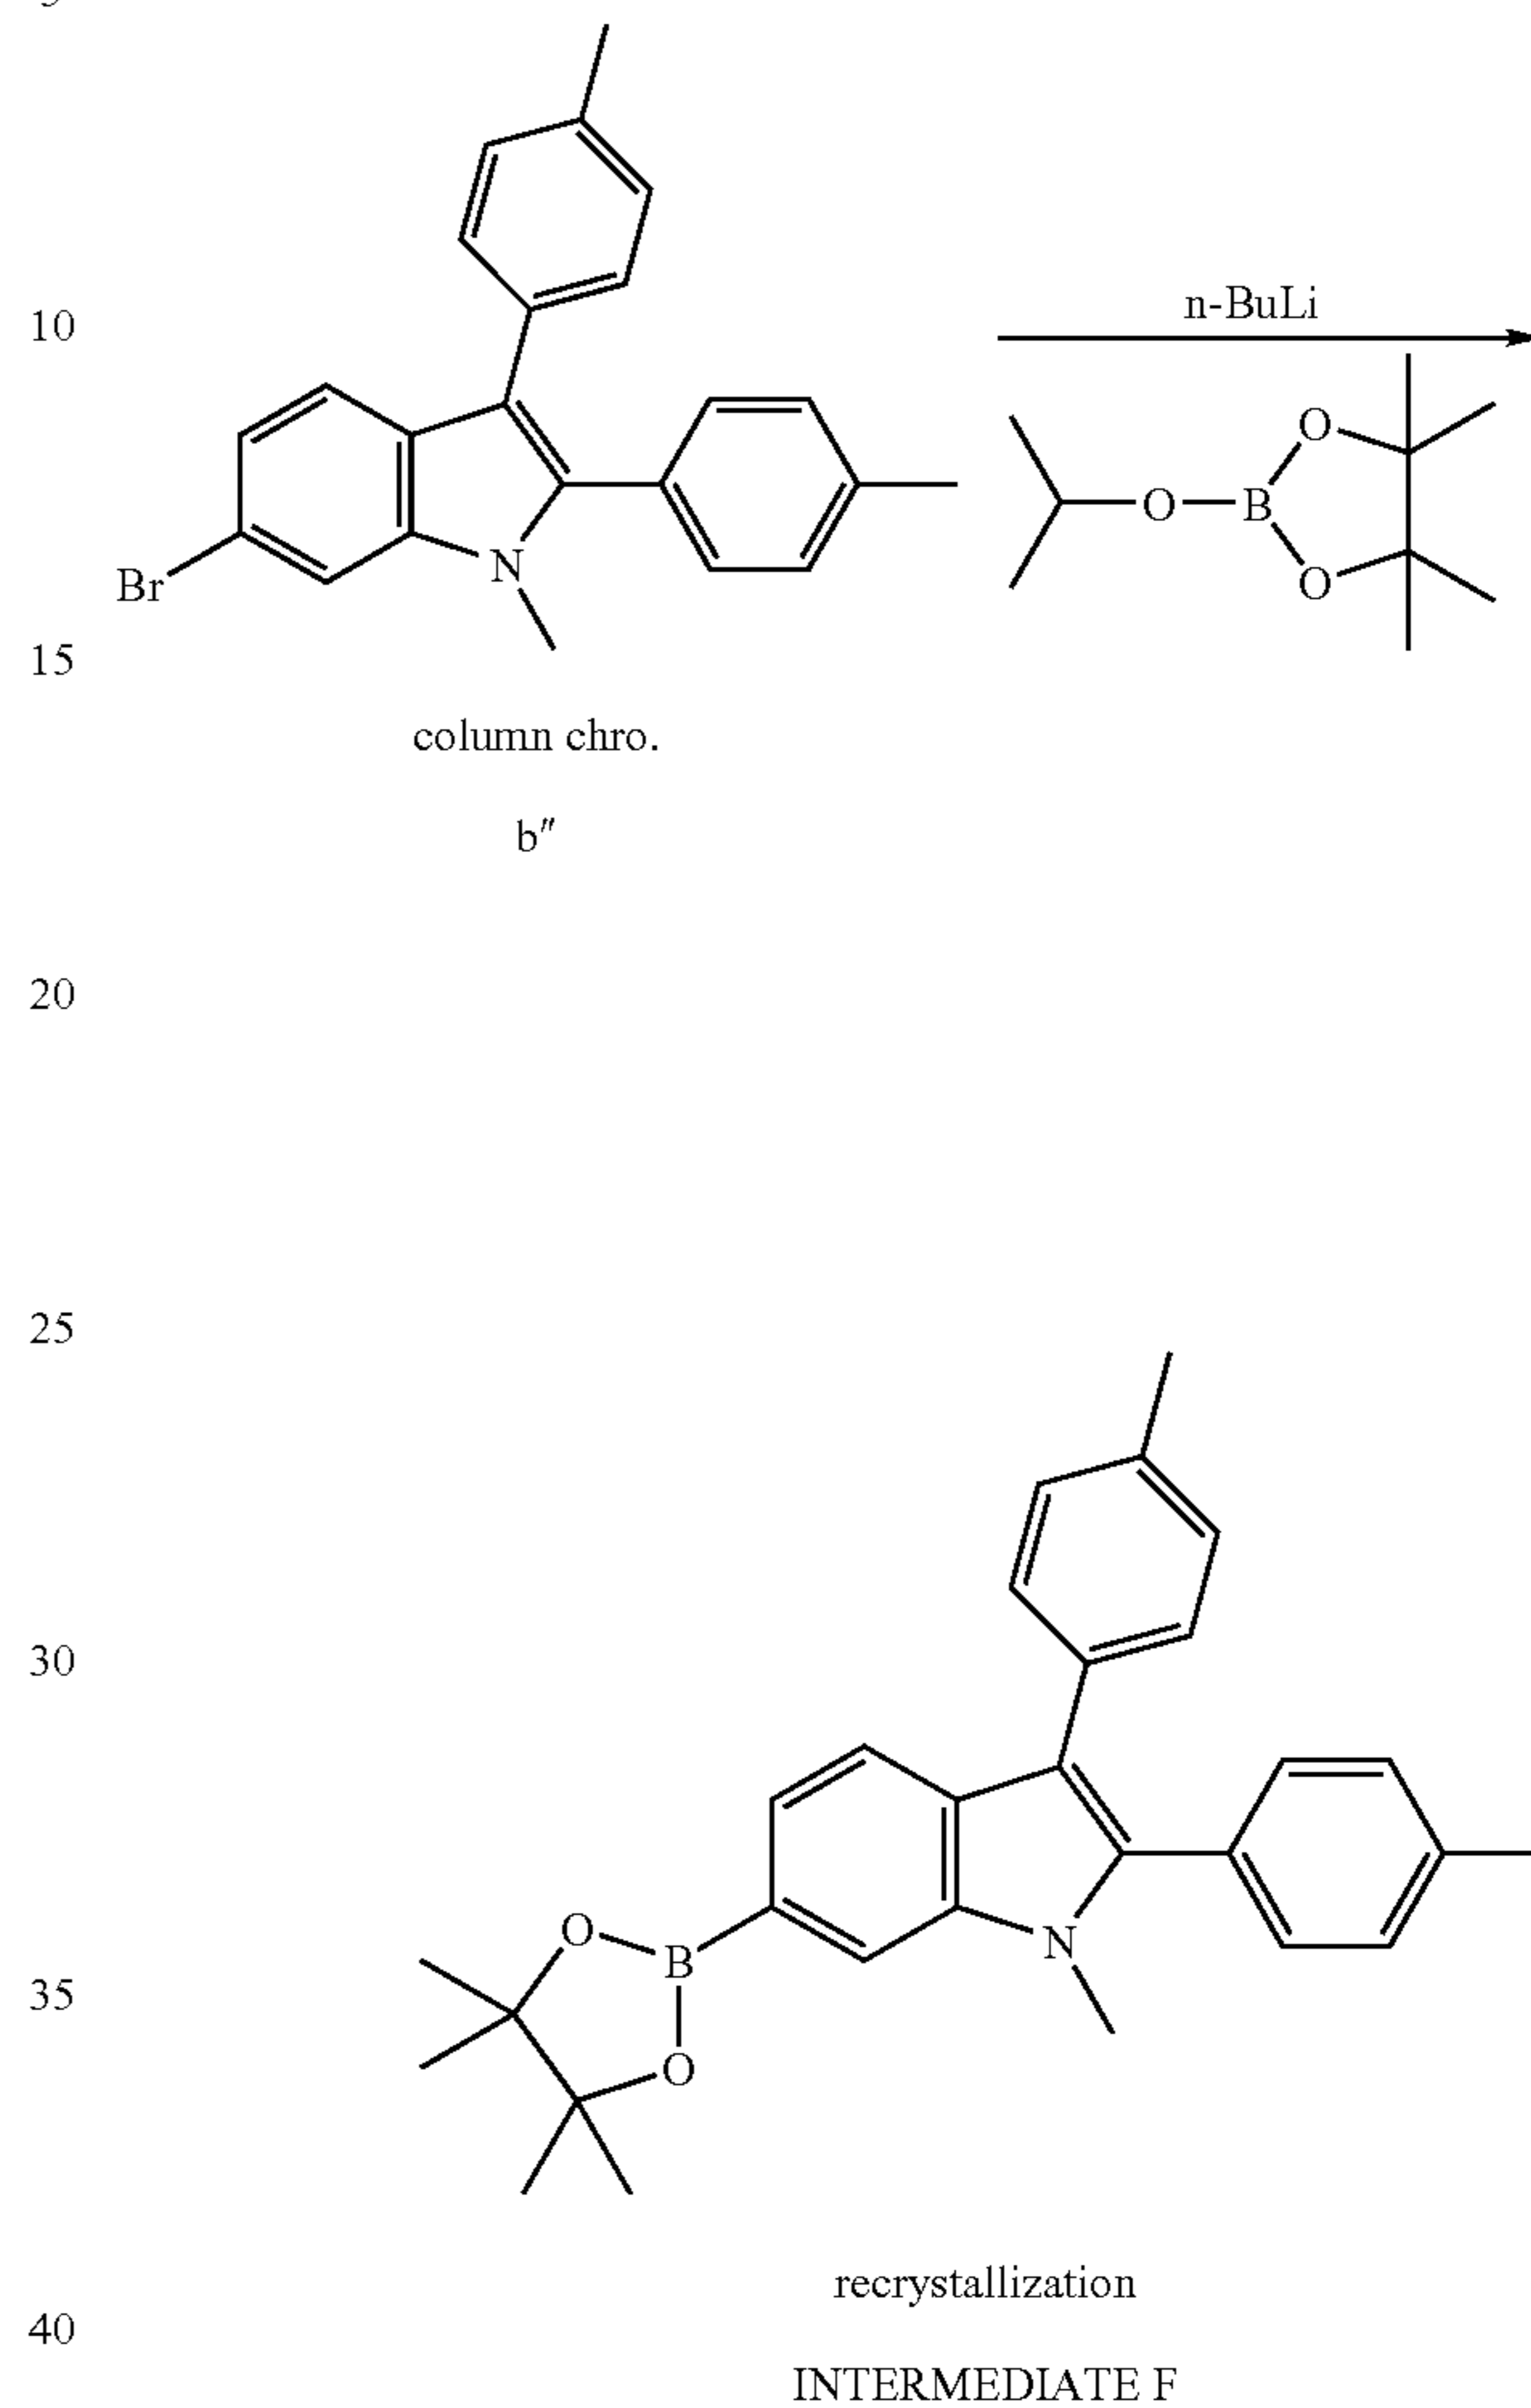 10
n-BuLi
O
O
B
O
Br
N
15
column chro.
b″
20
25
30
O
B
N
35
O
recrystallization
40
INTERMEDIATE F